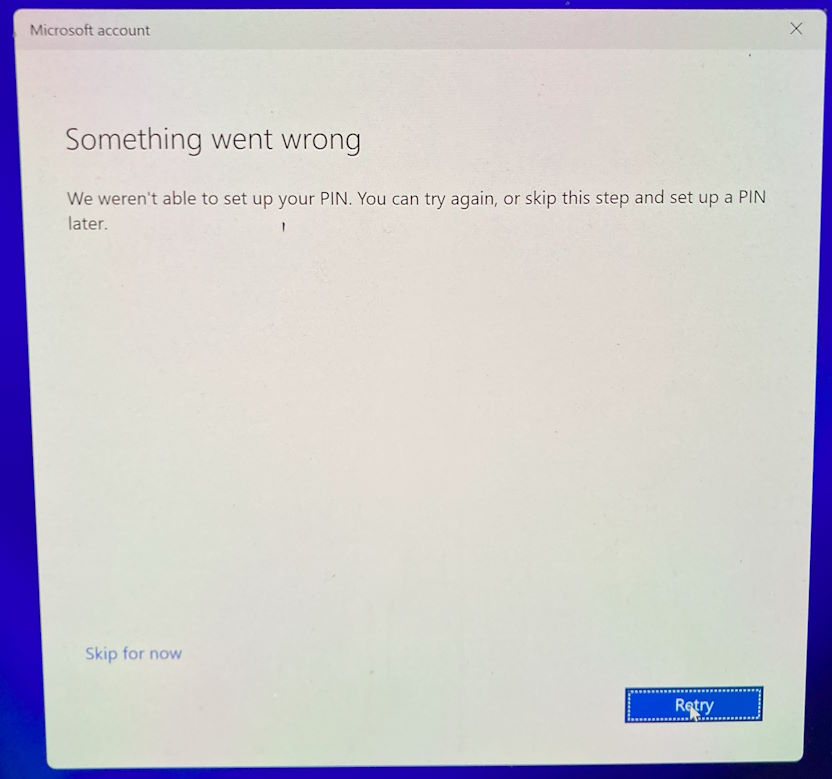 Microsoft account
Something went wrong
We weren't able to set up your PIN. You can try again, or skip this step and set up a PIN
later.
Skip for now
Retry